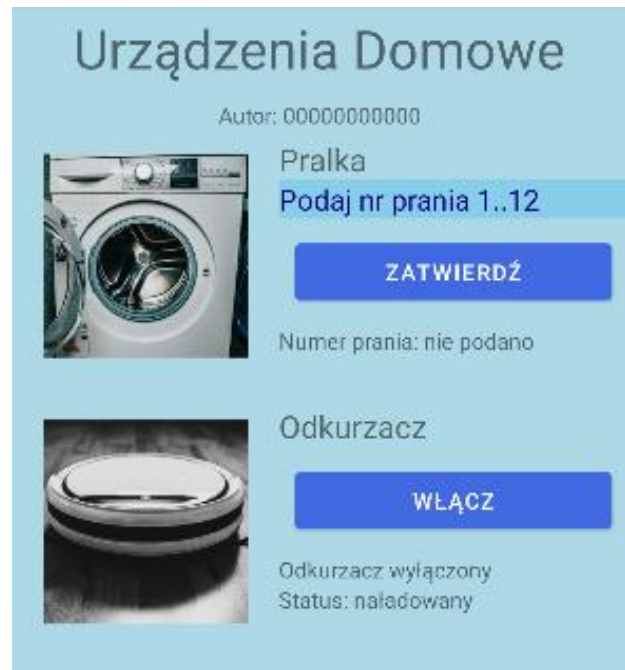 Urządzenia Domowe
Autor: 00000000000
Pralka
Podaj nr prania 1..12
ZATWIERDŹ
Numer prania: nie podano
Odkurzacz
WŁĄCZ
Odkurzacz wyłączony
Status: naładowany